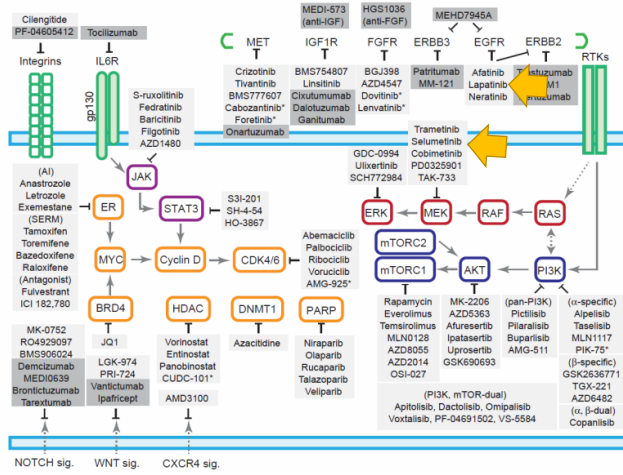 Cilengitide
PF-04605412
Integrins
Tocilizumab
IL6R
gp130
MEDI-573
(anti-IGF)
HGS1036
(anti-FGF)
MEHD7945A
MET
IGF1R
FGFR
ERBB3
EGFR
ERBB2
RTKs
Crizotinib
Tivantinib
BMS777607
Cabozantinib*
Foretinib*
Onartuzumab
BMS754807
Linsitinib
Cixutumumab
Dalotuzumab
Ganitumab
BGJ398
AZD4547
Dovitinib*
Lenvatinib*
Patritumab
MM-121
Afatinib
Lapatinib
Neratinib
S-ruxolitinib
Fedratinib
Baricitinib
Filgotinib
AZD1480
JAK
STAT3
S3I-201
SH-4-54
HO-3867
GDC-0994
Ulixertinib
SCH772984
Trametinib
Selumetinib
Cobimetinib
PD0325901
TAK-733
ERK
MEK
RAF
RAS
(AI)
Anastrozole
Letrozole
Exemestane
(SERM)
Tamoxifen
Toremifene
Bazedoxifene
Raloxifene
(Antagonist)
Fulvestrant
ICI 182,780
ER
MYC
Cyclin D
CDK4/6
Abemaciclib
Palbociclib
Ribociclib
Voruciclib
AMG-925*
mTORC2
mTORC1
AKT
PI3K
BRD4
HDAC
DNMT1
PARP
JQ1
Vorinostat
Entinostat
Panobinostat
CUDC-101*
AMD3100
Azacitidine
Niraparib
Olaparib
Rucaparib
Talazoparib
Veliparib
Rapamycin
Everolimus
Temsirolimus
MLN0128
AZD8055
AZD2014
OSI-027
MK-2206
AZD5363
Afuresertib
Ipatasertib
Uprosertib
GSK690693
(pan-PI3K)
Pictilisib
Pilaralisib
Buparlisib
AMG-511
(α-specific)
Alpelisib
Taselisib
MLN1117
PIK-75*
(β-specific)
GSK2636771
TGX-221
AZD6482
(α, β-dual)
Copanlisib
(PI3K, mTOR-dual)
Apitolisib, Dactolisib, Omipalisib
Voxtalisib, PF-04691502, VS-5584
MK-0752
RO4929097
BMS906024
Demcizumab
MEDI0639
Brontictuzumab
Tarextumab
LGK-974
PRI-724
Vantictumab
Ipafricept
NOTCH sig.
WNT sig.
CXCR4 sig.